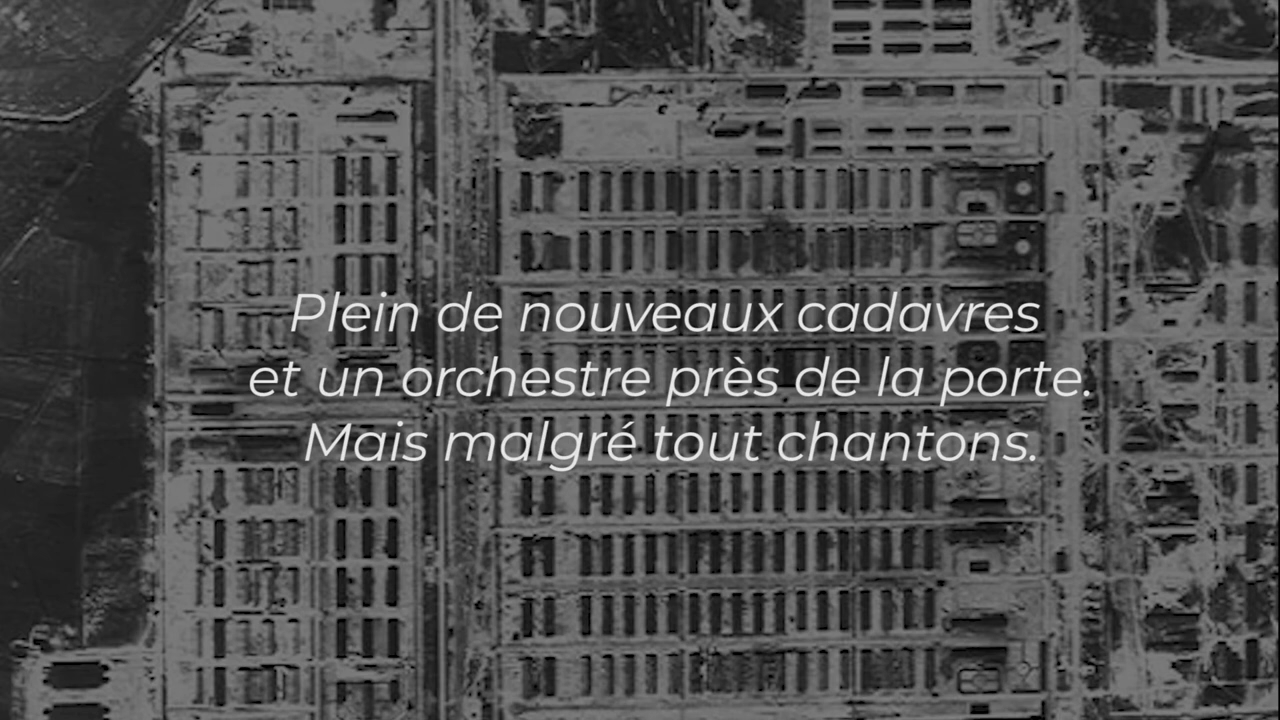 Plein de nouveaux cadavres
et un orchestre près de la porte.
Mais malgré tout chantons.